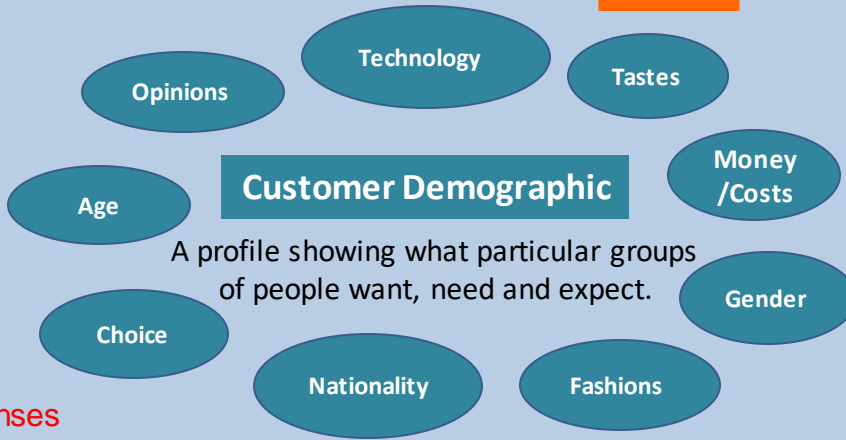 Technology
Opinions
Tastes
Money
/Costs
Customer Demographic
Age
A profile showing what particular groups
of people want, need and expect.
Gender
Choice
Nationality
Fashions
nses